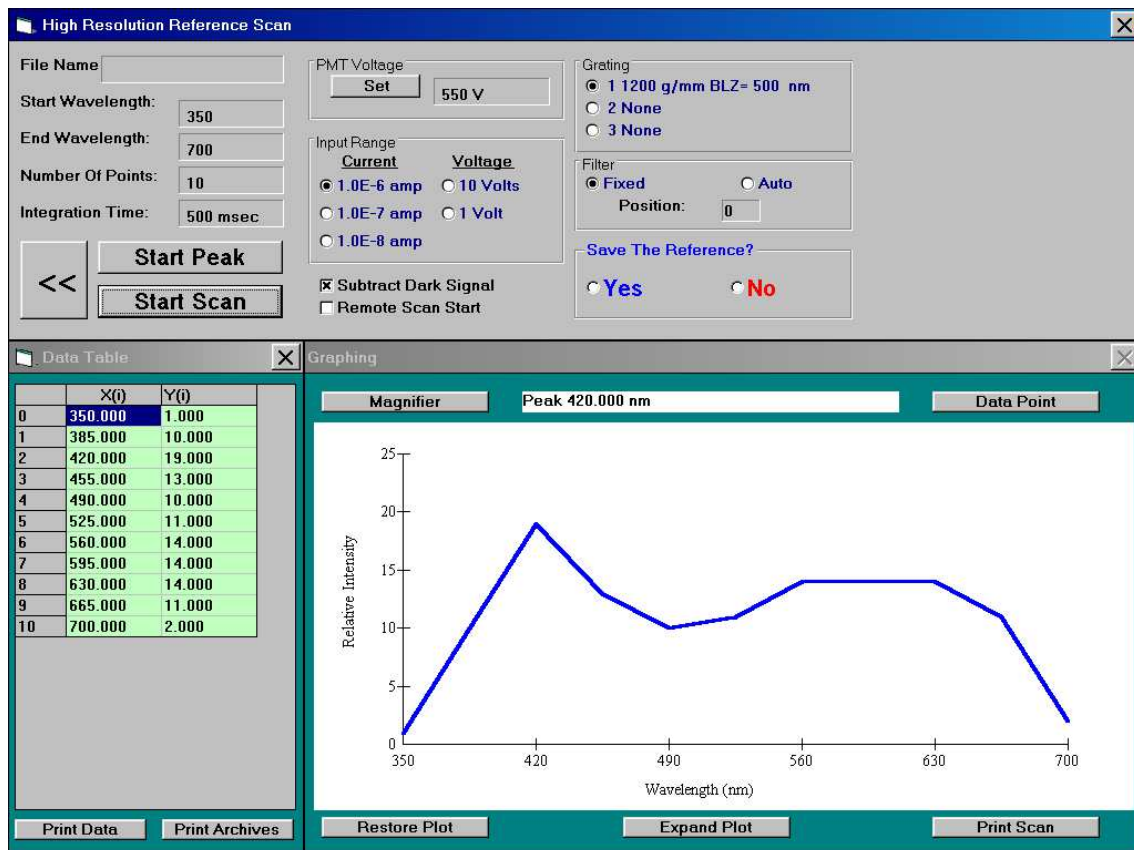 High Resolution Reference Scan
File Name
Start Wavelength: 350
End Wavelength: 700
Number Of Points: 10
Integration Time: 500 msec
<<
Start Peak
Start Scan
PMT Voltage
Set 550 V
Input Range
Current Voltage
1.0E-6 amp 10 Volts
1.0E-7 amp 1 Volt
1.0E-8 amp
Subtract Dark Signal
Remote Scan Start
Grating
1 1200 g/mm BLZ= 500 nm
2 None
3 None
Filter
Fixed Auto
Position: 0
Save The Reference?
Yes No
Data Table
X(i) Y(i)
0 350.000 1.000
1 385.000 10.000
2 420.000 19.000
3 455.000 13.000
4 490.000 10.000
5 525.000 11.000
6 560.000 14.000
7 595.000 14.000
8 630.000 14.000
9 665.000 11.000
10 700.000 2.000
Print Data Print Archives
Graphing
Magnifier Peak 420.000 nm Data Point
25
20
15
10
5
0
Relative Intensity
350 420 490 560 630 700
Wavelength (nm)
Restore Plot Expand Plot Print Scan